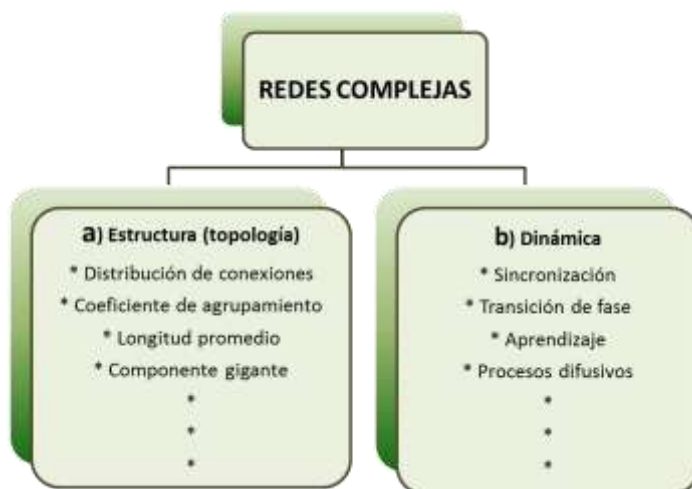 REDES COMPLEJAS
a) Estructura (topología)
* Distribución de conexiones
* Coeficiente de agrupamiento
* Longitud promedio
* Componente gigante
*
*
*
b) Dinámica
* Sincronización
* Transición de fase
* Aprendizaje
* Procesos difusivos
*
*
*